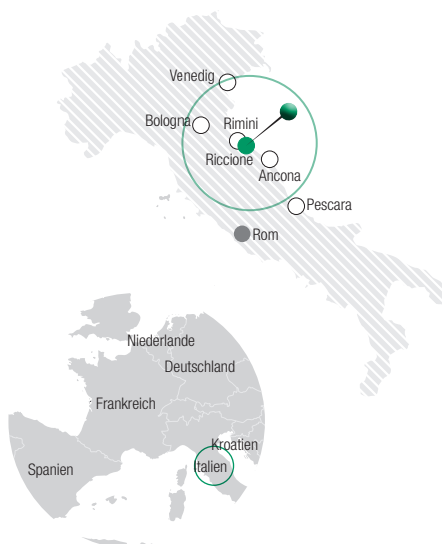 Venedig
Bologna
Rimini
Riccione
Ancona
Pescara
Rom
Niederlande
Deutschland
Frankreich
Kroatien
Italien
Spanien